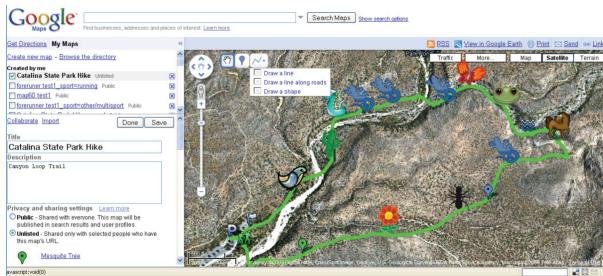 Google
Maps
Search Maps
Show search options
Find businesses, addresses and places of interest. Learn more.
Get Directions My Maps
RSS View in Google Earth Print Send Link
Create new map - Browse the directory
Created by me
Catalina State Park Hike Unlisted
forerunner.test1_sport=running Public
map60.test1 Public
forerunner.test1_sport=other/multisport Public
Collaborate Import
Done Save
Title
Catalina State Park Hike
Description
Canyon Loop Trail
Privacy and sharing settings Learn more
Public - Shared with everyone. This map will be
published in search results and user profiles.
Unlisted - Shared only with selected people who have
this map's URL.
Mesquite Tree
Draw a line
Draw a line along roads
Draw a shape
Traffic More... Map Satellite Terrain
javascript:void(0)